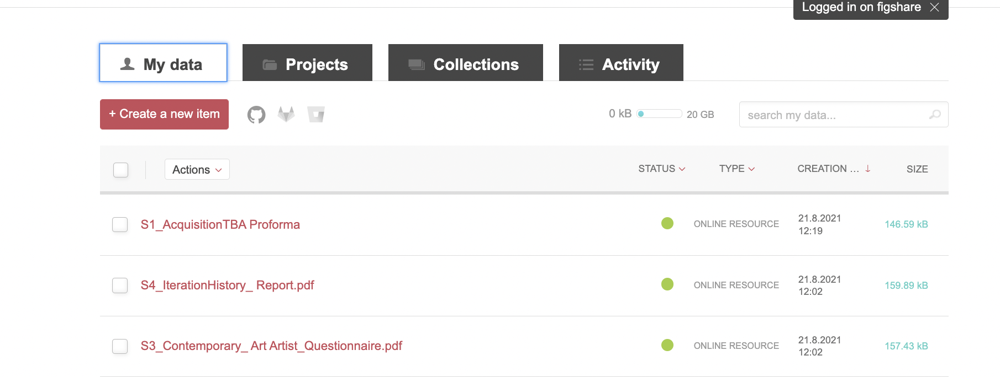 Logged in on figshare
My data
Projects
Collections
Activity
+ Create a new item
0 kB
20 GB
search my data...
Actions
STATUS
TYPE
CREATION ...
SIZE
S1_AcquisitionTBA Proforma
ONLINE RESOURCE
21.8.2021
12:19
146.59 kB
S4_IterationHistory_ Report.pdf
ONLINE RESOURCE
21.8.2021
12:02
159.89 kB
S3_Contemporary_ Art Artist_Questionnaire.pdf
ONLINE RESOURCE
21.8.2021
12:02
157.43 kB